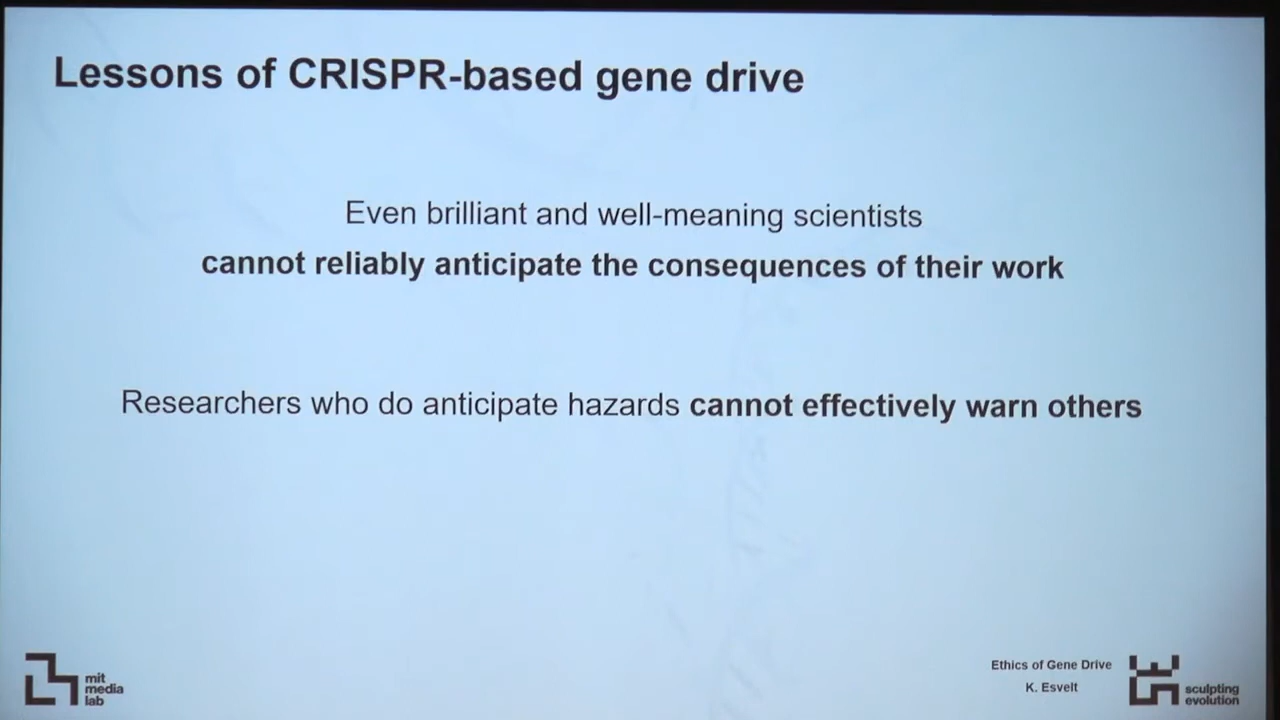 Lessons of CRISPR-based gene drive
Even brilliant and well-meaning scientists
cannot reliably anticipate the consequences of their work
Researchers who do anticipate hazards cannot effectively warn others
mit
media
lab
Ethics of Gene Drive
K. Esvelt
sculpting
evolution